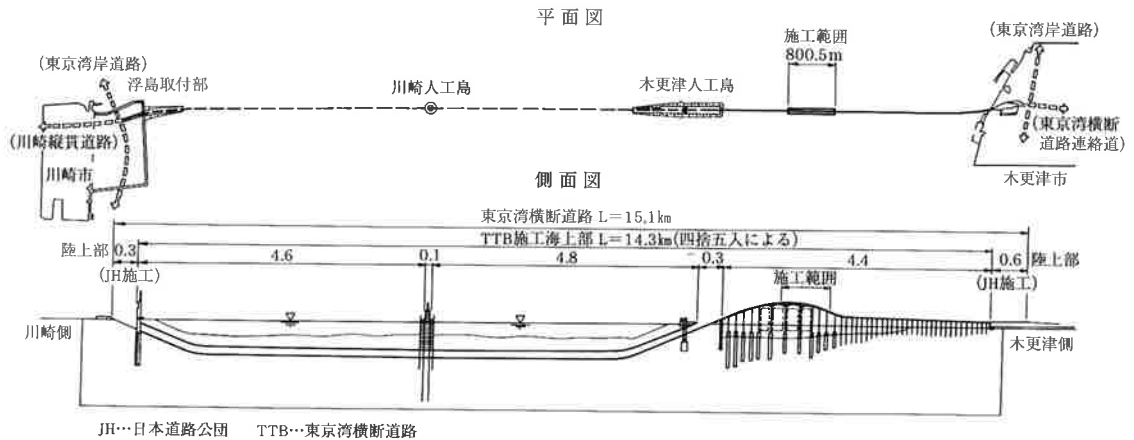 平面図
(東京湾岸道路)
浮島取付部
川崎人工島
木更津人工島
施工範囲
800.5m
(東京湾岸道路)
(川崎縦貫道路)
川崎市
(東京湾横断
道路連絡道)
木更津市
側面図
東京湾横断道路 L=15.1km
陸上部 0.3
TTB施工海上部 L=14.3km(四捨五入による)
0.6 陸上部
(JH施工)
4.6
0.1
4.8
0.3
4.4
(JH施工)
施工範囲
川崎側
木更津側
JH…日本道路公団 TTB…東京湾横断道路